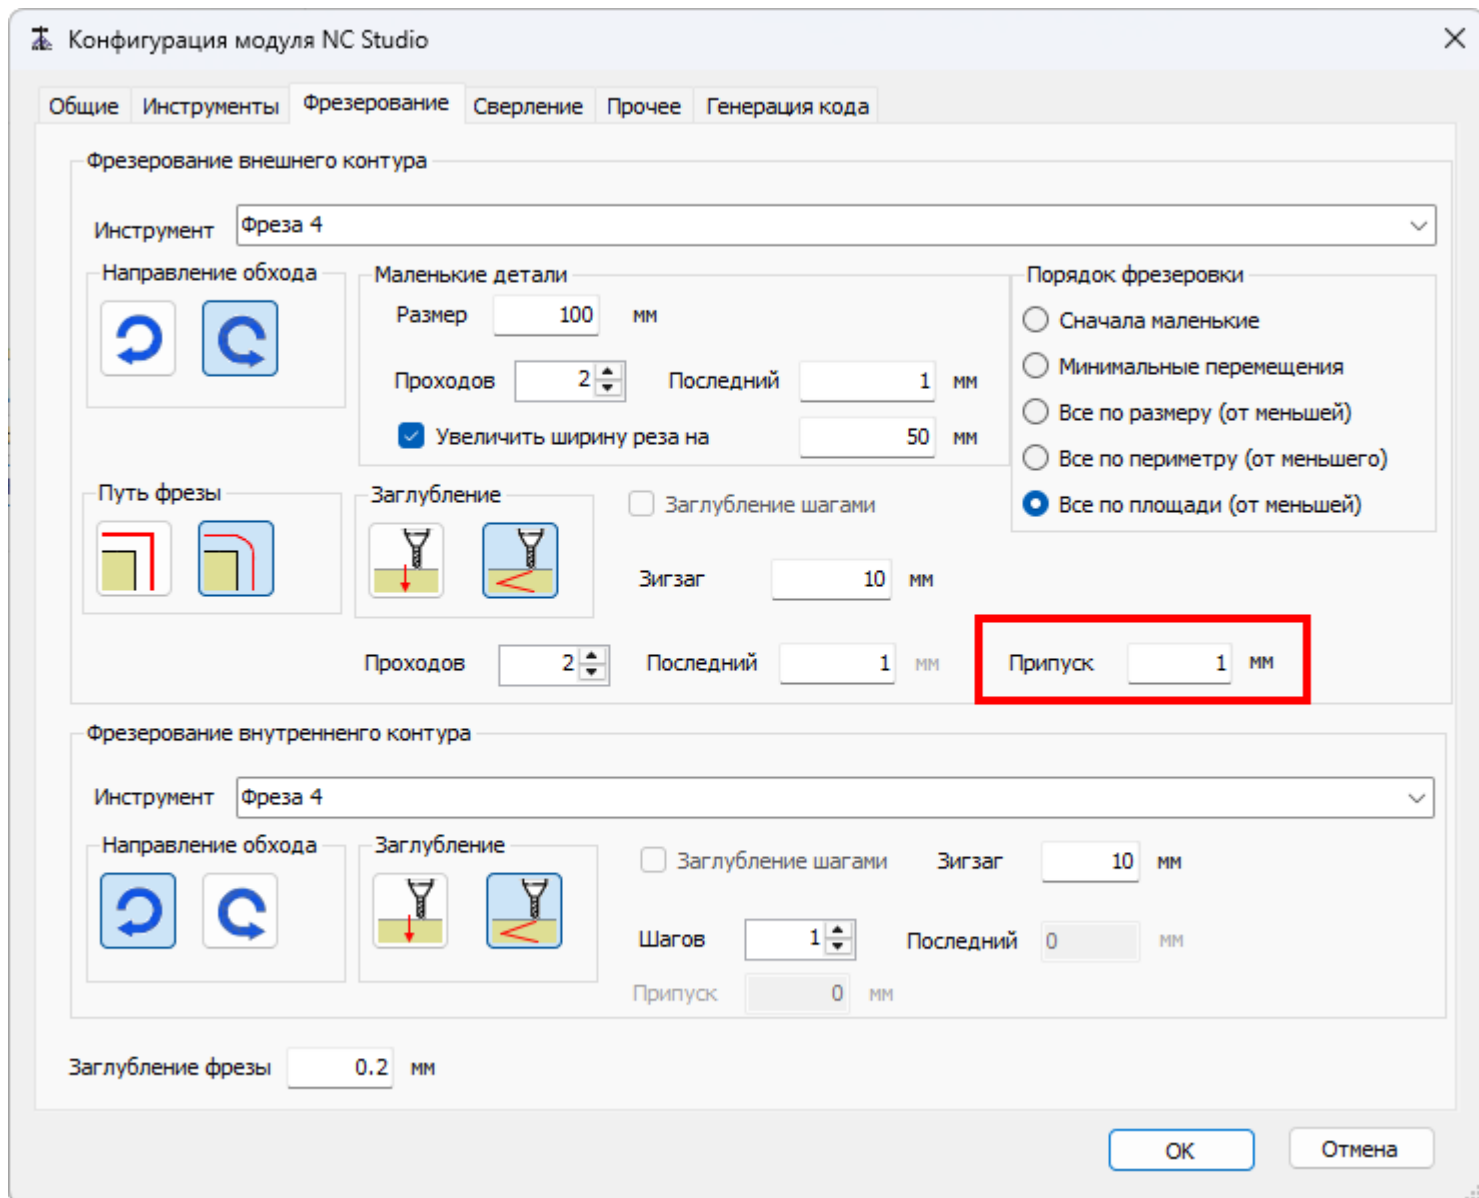 Конфигурация модуля NC Studio
Общие Инструменты Фрезерование Сверление Прочее Генерация кода
Фрезерование внешнего контура
Инструмент Фреза 4
Направление обхода Маленькие детали Порядок фрезеровки
Размер 100 мм Сначала маленькие
Минимальные перемещения
Проходов 2 Последний 1 мм
Все по размеру (от меньшей)
Увеличить ширину реза на 50 мм
Все по периметру (от меньшего)
Путь фрезы Заглубление Заглубление шагами Все по площади (от меньшей)
Зигзаг 10 мм
Проходов 2 Последний 1 мм Припуск 1 мм
Фрезерование внутренненго контура
Инструмент Фреза 4
Направление обхода Заглубление Заглубление шагами Зигзаг 10 мм
Шагов 1 Последний 0 мм
Припуск 0 мм
Заглубление фрезы 0.2 мм
OK Отмена